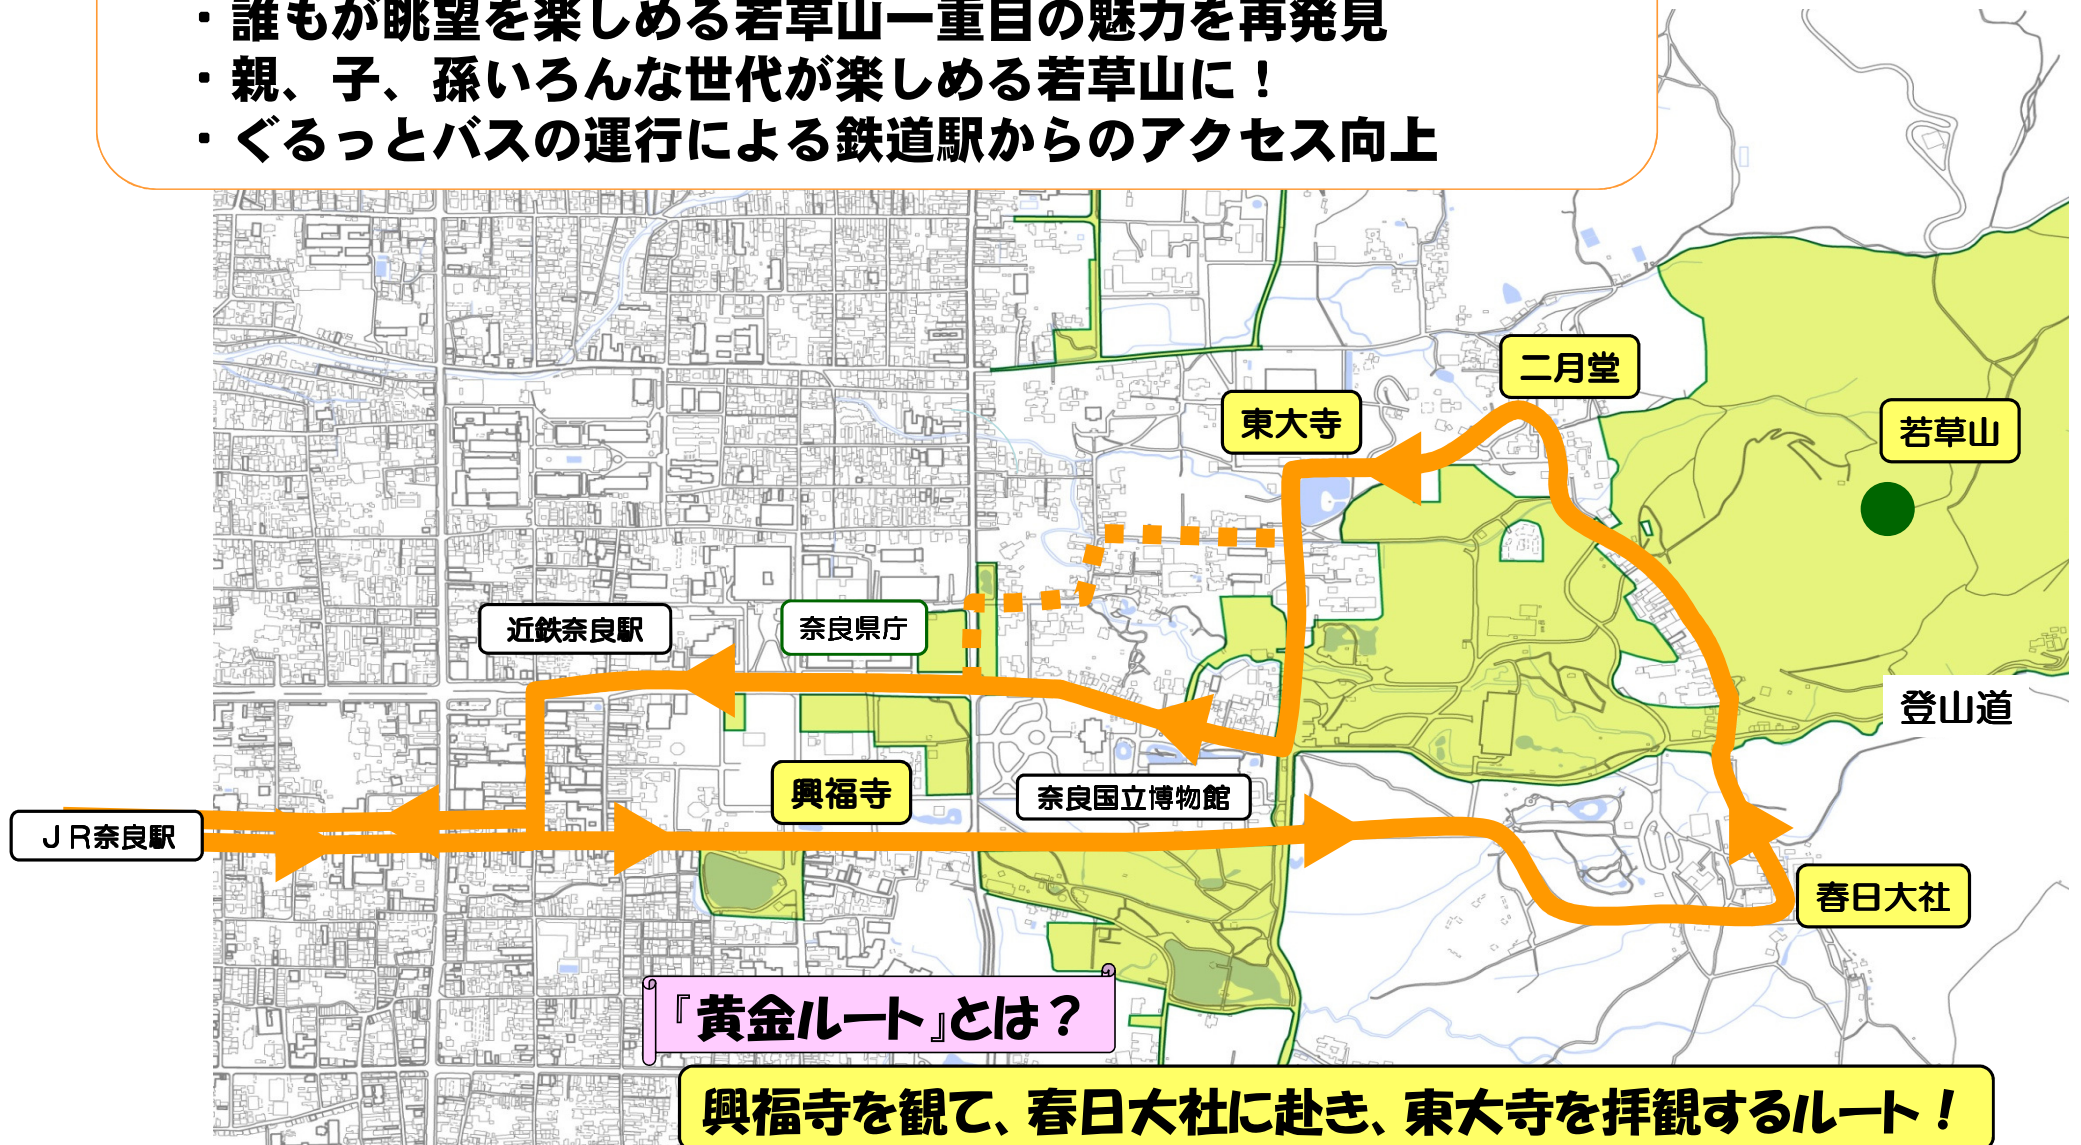 ・誰もが眺望を楽しめる若草山一重目の魅力を再発見
・親、子、孫いろんな世代が楽しめる若草山に！
・ぐるっとバスの運行による鉄道駅からのアクセス向上
二月堂
東大寺
若草山
近鉄奈良駅
奈良県庁
登山道
興福寺
奈良国立博物館
ＪＲ奈良駅
春日大社
『黄金ルート』とは？
興福寺を観て、春日大社に赴き、東大寺を拝観するルート！